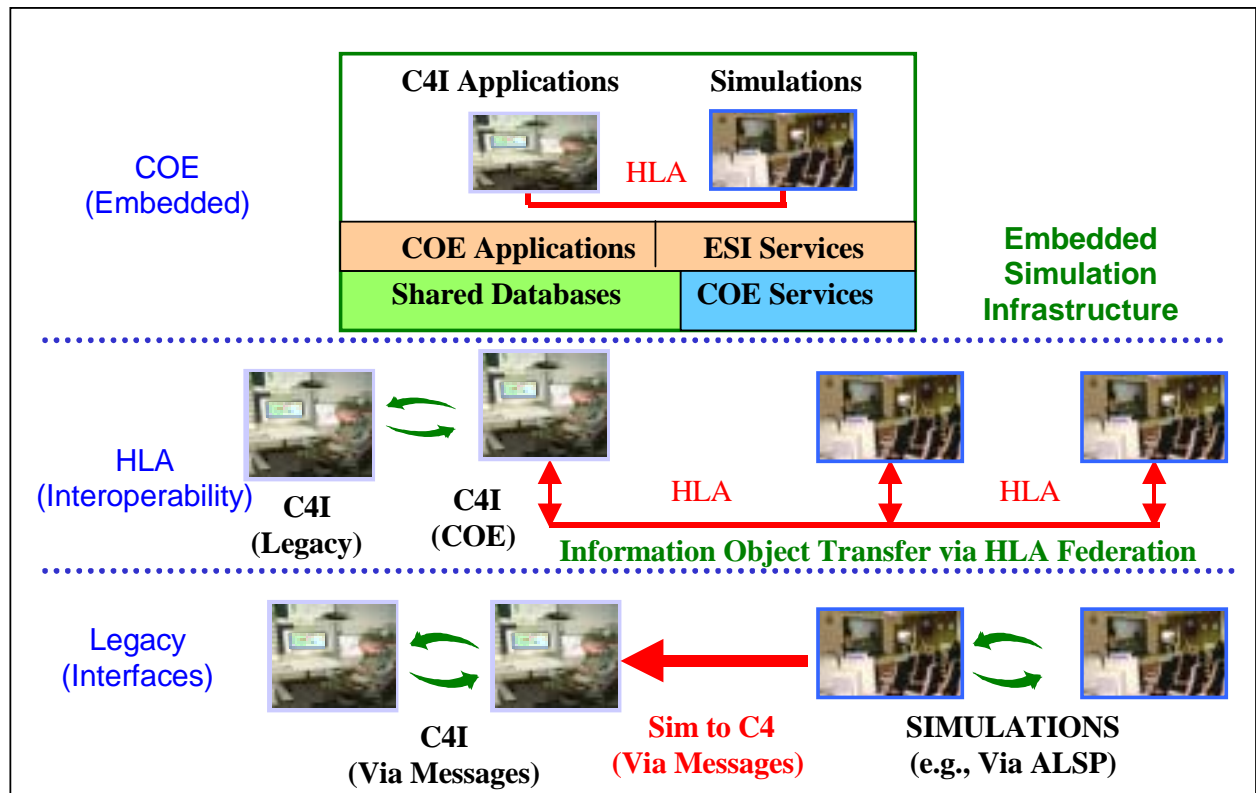 C4I Applications
Simulations
HLA
COE
(Embedded)
COE Applications
ESI Services
Shared Databases
COE Services
Embedded
Simulation
Infrastructure
HLA
(Interoperability)
C4I
(Legacy)
C4I
(COE)
HLA
HLA
Information Object Transfer via HLA Federation
Legacy
(Interfaces)
C4I
(Via Messages)
Sim to C4
(Via Messages)
SIMULATIONS
(e.g., Via ALSP)